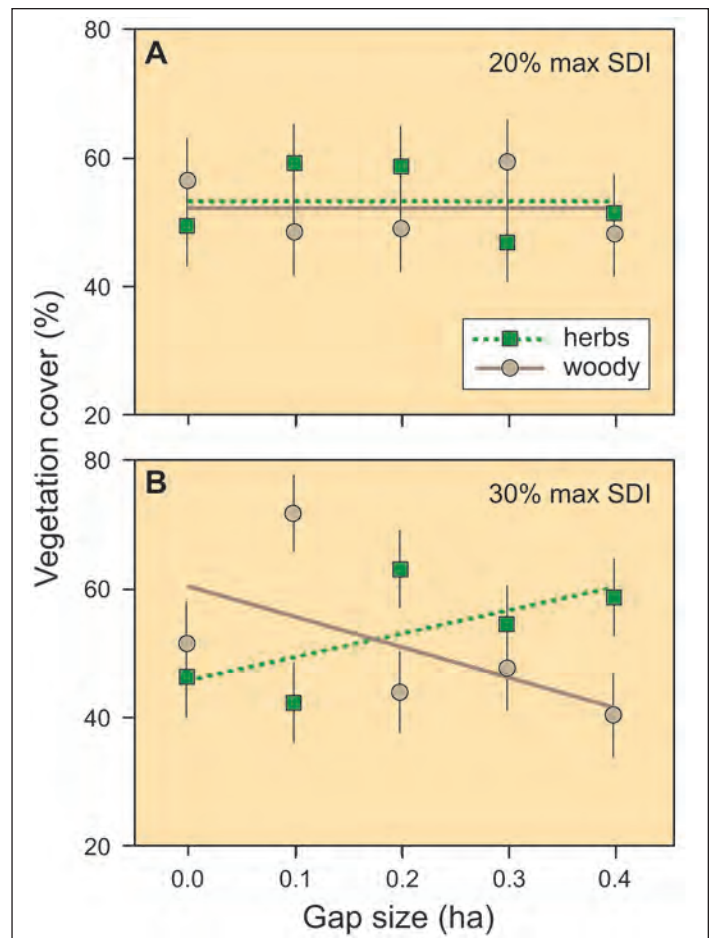 80
A
20% max SDI
60
40
herbs
woody
20
80
B
30% max SDI
60
40
20
0.0 0.1 0.2 0.3 0.4
Vegetation cover (%)
Gap size (ha)